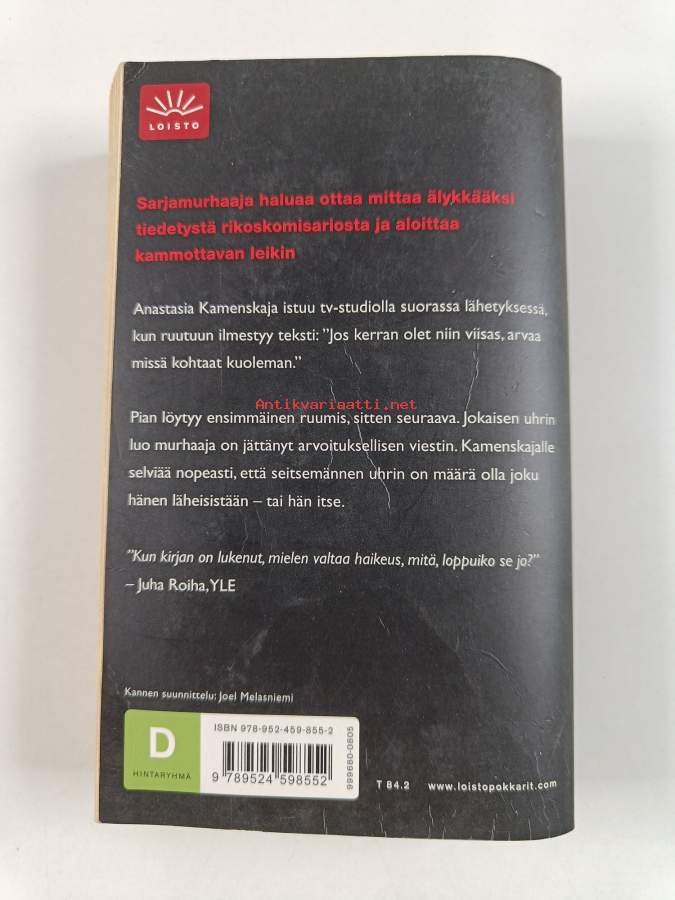 LOISTO
Sarjamurhaaja haluaa ottaa mittaa älykkääksi
tiedetystä rikoskomisariosta ja aloittaa
kammottavan leikin
Anastasia Kamenskaja istuu tv-studiolla suorassa lähetyksessä,
kun ruutuun ilmestyy teksti: ”Jos kerran olet niin viisas, arvaa
missä kohtaat kuoleman.”
Antikvariaatti.net
Pian löytyy ensimmäinen ruumis, sitten seuraava. Jokaisen uhrin
luo murhaaja on jättänyt arvoituksellisen viestin. Kamenskajalle
selviää nopeasti, että seitsemännen uhrin on määrä olla joku
hänen läheisistään – tai hän itse.
”Kun kirjan on lukenut, mielen valtaa haikeus, mitä, loppuiko se jo?”
– Juha Roiha, YLE
Kannen suunnittelu: Joel Melasniemi
D
HINTARYHMÄ
ISBN 978-952-459-855-2
9 789524 598552
999680-0805
T 84.2 www.loistopokkarit.com